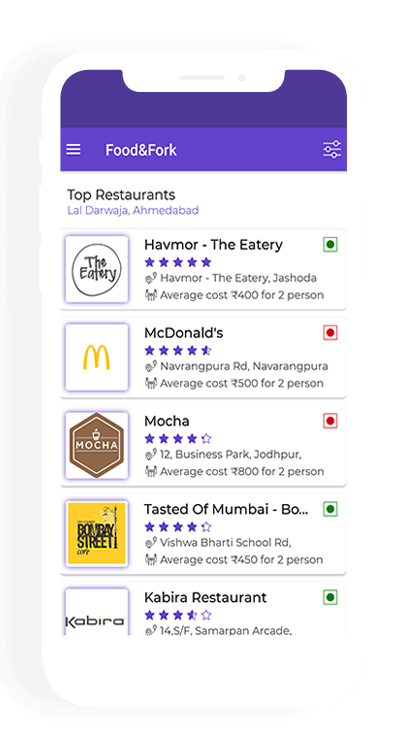 Food&Fork
Top Restaurants
Lal Darwaja, Ahmedabad
The
Eatery
Havmor - The Eatery
Havmor - The Eatery, Jashoda
Average cost ₹400 for 2 person
McDonald's
Navrangpura Rd, Navarangpura
Average cost ₹500 for 2 person
MOCHA
Mocha
12, Business Park, Jodhpur,
Average cost ₹800 for 2 person
BOMBAY
STREET
Tasted Of Mumbai - Bo...
Vishwa Bharti School Rd,
Average cost ₹450 for 2 person
Kabira
Kabira Restaurant
14,S/F, Samarpan Arcade,